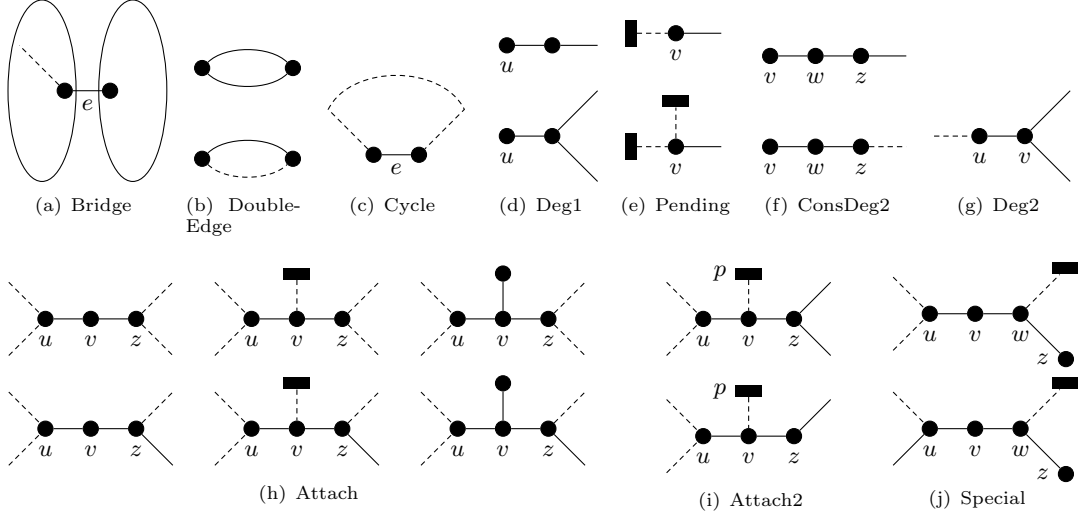 e
e
u
u
v
v
v w z
v w z
u v
(a) Bridge
(b) Double-
Edge
(c) Cycle
(d) Deg1
(e) Pending
(f) ConsDeg2
(g) Deg2
p
u v z
u v z
u v z
u v z
u v w
z
p
u v z
u v z
u v z
u v z
u v w
z
(h) Attach
(i) Attach2
(j) Special